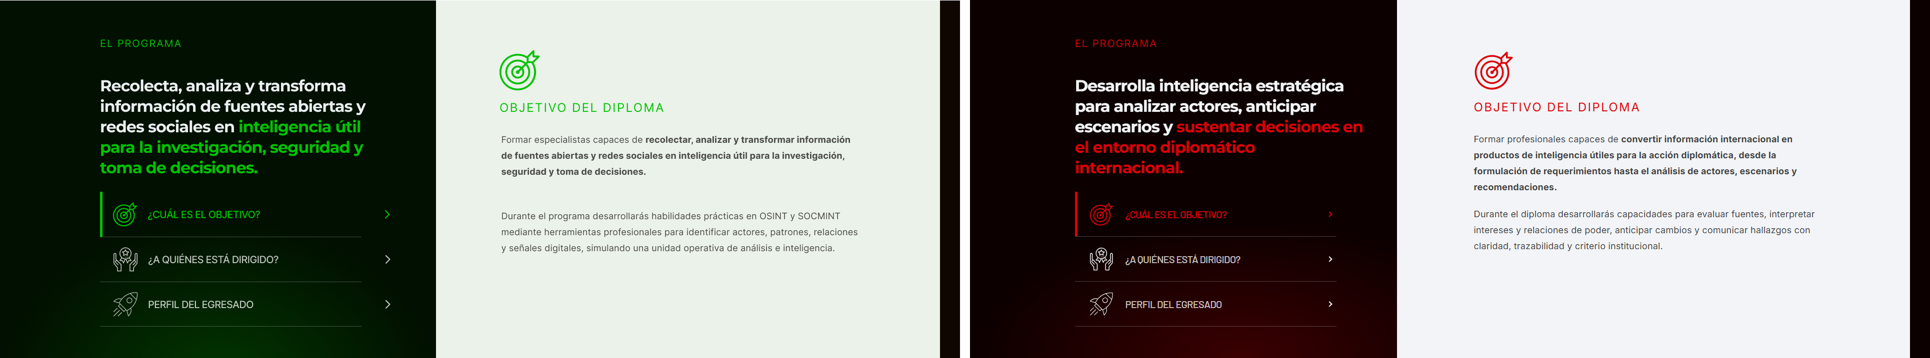 EL PROGRAMA
Recolecta, analiza y transforma
información de fuentes abiertas y
redes sociales en inteligencia útil
para la investigación, seguridad y
toma de decisiones.
¿CUÁL ES EL OBJETIVO?
¿A QUIÉNES ESTÁ DIRIGIDO?
PERFIL DEL EGRESADO
OBJETIVO DEL DIPLOMA
Formar especialistas capaces de recolectar, analizar y transformar información
de fuentes abiertas y redes sociales en inteligencia útil para la investigación,
seguridad y toma de decisiones.
Durante el programa desarrollarás habilidades prácticas en OSINT y SOCMINT
mediante herramientas profesionales para identificar actores, patrones, relaciones
y señales digitales, simulando una unidad operativa de análisis e inteligencia.
EL PROGRAMA
Desarrolla inteligencia estratégica
para analizar actores, anticipar
escenarios y sustentar decisiones en
el entorno diplomático
internacional.
¿CUÁL ES EL OBJETIVO?
¿A QUIÉNES ESTÁ DIRIGIDO?
PERFIL DEL EGRESADO
OBJETIVO DEL DIPLOMA
Formar profesionales capaces de convertir información internacional en
productos de inteligencia útiles para la acción diplomática, desde la
formulación de requerimientos hasta el análisis de actores, escenarios y
recomendaciones.
Durante el diploma desarrollarás capacidades para evaluar fuentes, interpretar
intereses y relaciones de poder, anticipar cambios y comunicar hallazgos con
claridad, trazabilidad y criterio institucional.